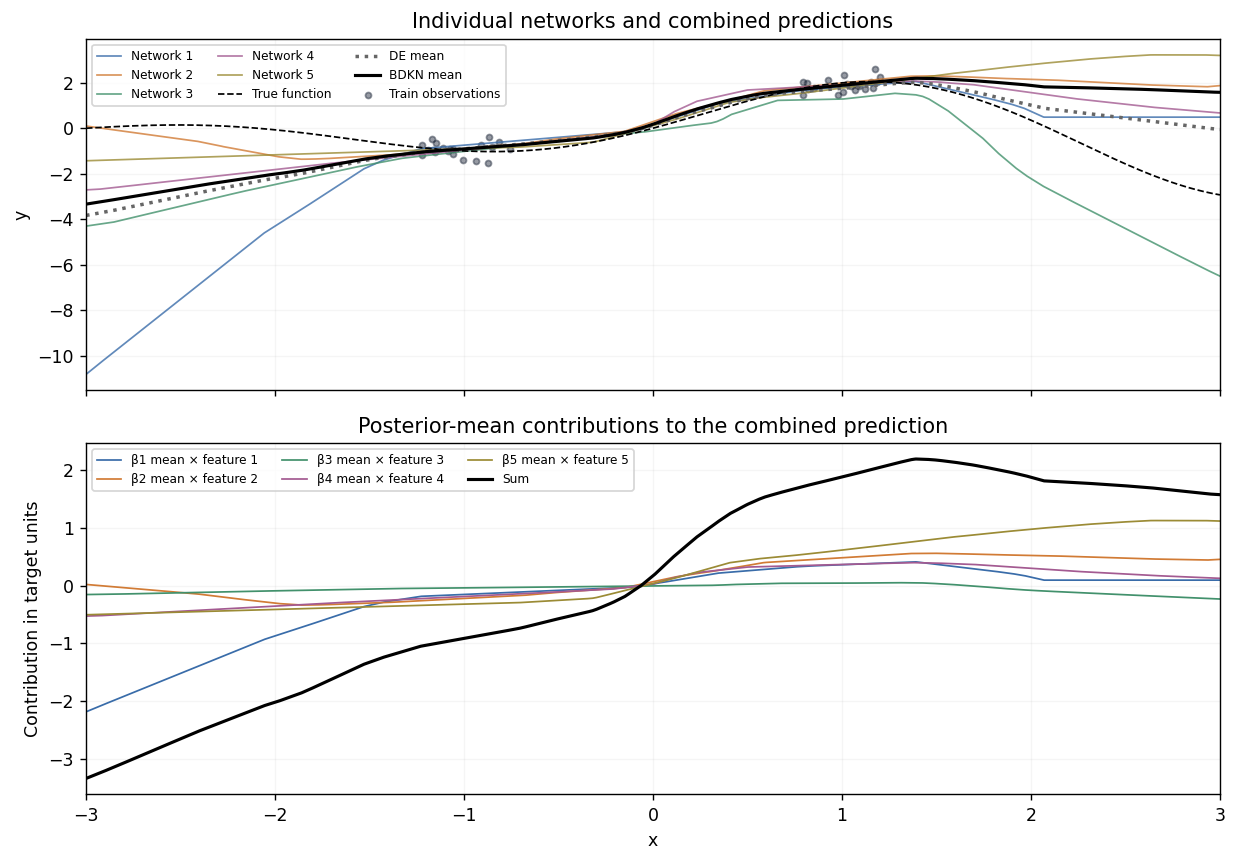 Individual networks and combined predictions
Network 1 Network 4 DE mean
Network 2 Network 5 BDKN mean
Network 3 True function Train observations
2
0
−2
−4
−6
−8
−10
y
Posterior-mean contributions to the combined prediction
β1 mean × feature 1 β3 mean × feature 3 β5 mean × feature 5
β2 mean × feature 2 β4 mean × feature 4 Sum
2
1
0
−1
−2
−3
Contribution in target units
−3 −2 −1 0 1 2 3
x